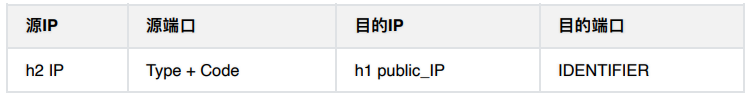 源IP 源端口 目的IP 目的端口
h2 IP Type + Code h1 public_IP IDENTIFIER